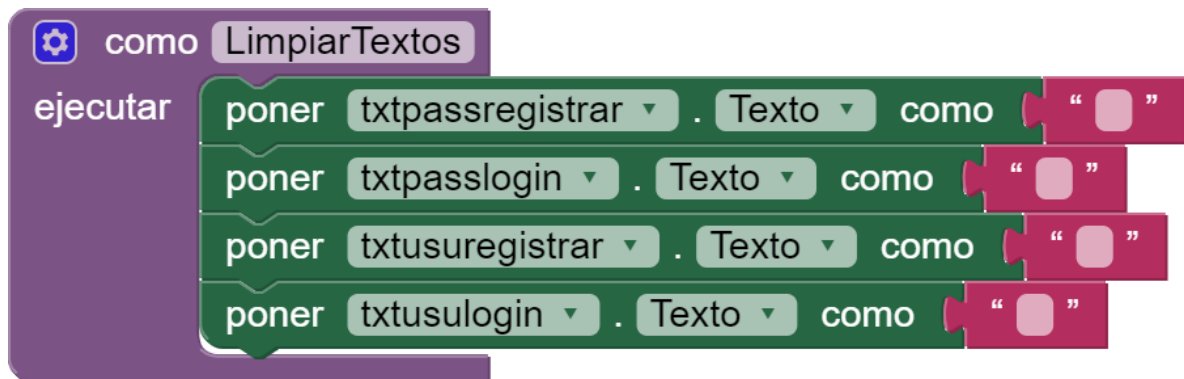 como LimpiarTextos
ejecutar poner txtpassregistrar . Texto como “ ”
poner txtpasslogin . Texto como “ ”
poner txtusuregistrar . Texto como “ ”
poner txtusulogin . Texto como “ ”